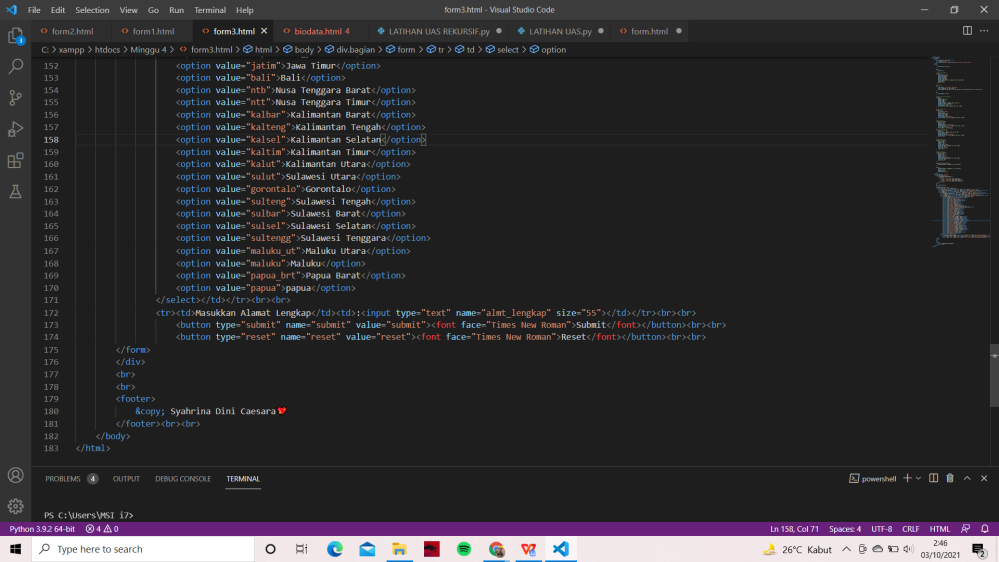 File Edit Selection View Go Run Terminal Help form3.html - Visual Studio Code
form2.html form1.html form3.html biodata.html 4 LATIHAN UAS REKURSIF.py LATIHAN UAS.py form.html
C: > xampp > htdocs > Minggu 4 > form3.html > html > body > div.bagian > form > tr > td > select > option
152 <option value="jatim">Jawa Timur</option>
153 <option value="bali">Bali</option>
154 <option value="ntb">Nusa Tenggara Barat</option>
155 <option value="ntt">Nusa Tenggara Timur</option>
156 <option value="kalbar">Kalimantan Barat</option>
157 <option value="kalteng">Kalimantan Tengah</option>
158 <option value="kalsel">Kalimantan Selatan</option>
159 <option value="kaltim">Kalimantan Timur</option>
160 <option value="kalut">Kalimantan Utara</option>
161 <option value="sulut">Sulawesi Utara</option>
162 <option value="gorontalo">Gorontalo</option>
163 <option value="sulteng">Sulawesi Tengah</option>
164 <option value="sulbar">Sulawesi Barat</option>
165 <option value="sulsel">Sulawesi Selatan</option>
166 <option value="sultengg">Sulawesi Tenggara</option>
167 <option value="maluku_ut">Maluku Utara</option>
168 <option value="maluku">Maluku</option>
169 <option value="papua_brt">Papua Barat</option>
170 <option value="papua">papua</option>
171 </select></td></tr><br><br>
172 <tr><td>Masukkan Alamat Lengkap</td><td>:<input type="text" name="almt_lengkap" size="55"></td></tr><br><br>
173 <button type="submit" name="submit" value="submit"><font face="Times New Roman">Submit</font></button><br><br>
174 <button type="reset" name="reset" value="reset"><font face="Times New Roman">Reset</font></button><br><br>
175 </form>
176 </div>
177 <br>
178 <br>
179 <footer>
180 &copy; Syahrina Dini Caesara💖
181 </footer><br><br>
182 </body>
183 </html>
PROBLEMS 4 OUTPUT DEBUG CONSOLE TERMINAL powershell
PS C:\Users\MSI i7>
Python 3.9.2 64-bit 4 0 Ln 158, Col 71 Spaces: 4 UTF-8 CRLF HTML
Type here to search 26°C Kabut 2:46
03/10/2021 2